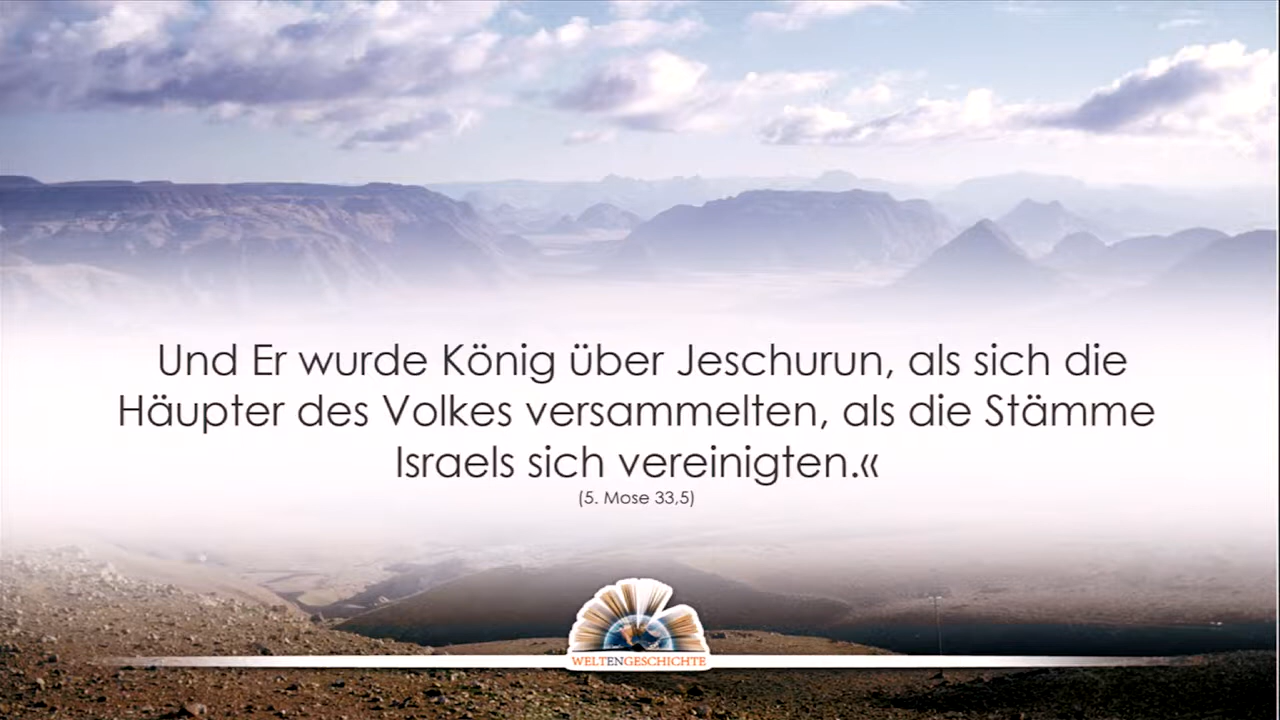 Und Er wurde König über Jeschurun, als sich die
Häupter des Volkes versammelten, als die Stämme
Israels sich vereinigten.«
(5. Mose 33,5)
WELTENGESCHICHTE